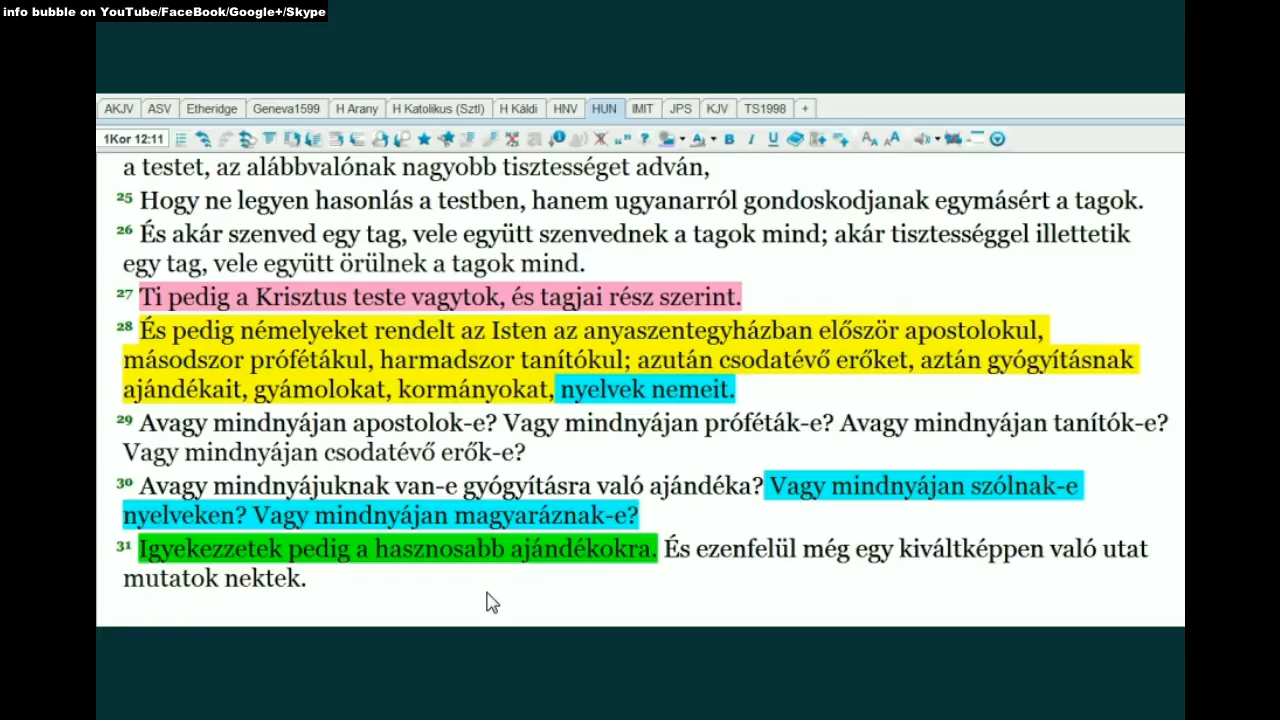 info bubble on YouTube/FaceBook/Google+/Skype
AKJV ASV Etheridge Geneva1599 H Arany H Katolikus (Sztl) H Káldi HNV HUN IMIT JPS KJV TS1998 +
1Kor 12:11
a testet, az alábbvalónak nagyobb tisztességet adván,
25 Hogy ne legyen hasonlás a testben, hanem ugyanarról gondoskodjanak egymásért a tagok.
26 És akár szenved egy tag, vele együtt szenvednek a tagok mind; akár tisztességgel illettetik
egy tag, vele együtt örülnek a tagok mind.
27 Ti pedig a Krisztus teste vagytok, és tagjai rész szerint.
28 És pedig némelyeket rendelt az Isten az anyaszentegyházban először apostolokul,
másodszor prófétákul, harmadszor tanítókul; azután csodatévő erőket, aztán gyógyításnak
ajándékait, gyámolokat, kormányokat, nyelvek nemeit.
29 Avagy mindnyájan apostolok-e? Vagy mindnyájan próféták-e? Avagy mindnyájan tanítók-e?
Vagy mindnyájan csodatévő erők-e?
30 Avagy mindnyájuknak van-e gyógyításra való ajándéka? Vagy mindnyájan szólnak-e
nyelveken? Vagy mindnyájan magyaráznak-e?
31 Igyekezzetek pedig a hasznosabb ajándékokra. És ezenfelül még egy kiváltképpen való utat
mutatok nektek.